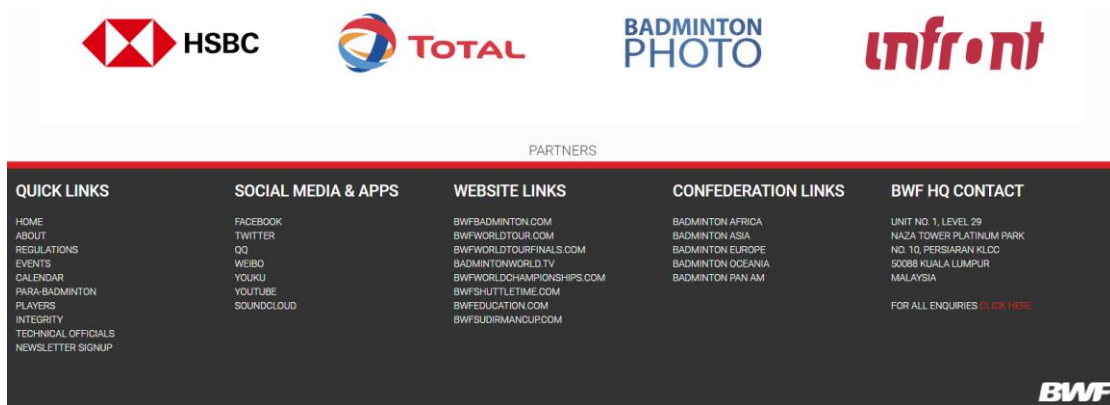 HSBC
TOTAL
BADMINTON
PHOTO
infront
PARTNERS
QUICK LINKS
HOME
ABOUT
REGULATIONS
EVENTS
CALENDAR
PARA-BADMINTON
PLAYERS
INTEGRITY
TECHNICAL OFFICIALS
NEWSLETTER SIGNUP
SOCIAL MEDIA & APPS
FACEBOOK
TWITTER
QQ
WEIBO
YOUKU
YOUTUBE
SOUNDCLOUD
WEBSITE LINKS
BWFBADMINTON.COM
BWFWORLDTOUR.COM
BWFWORLDTOURFINALS.COM
BADMINTONWORLD.TV
BWFWORLDCHAMPIONSHIPS.COM
BWFSHUTTLETIME.COM
BWFEDUCATION.COM
BWFSUDIRMANCUP.COM
CONFEDERATION LINKS
BADMINTON AFRICA
BADMINTON ASIA
BADMINTON EUROPE
BADMINTON OCEANIA
BADMINTON PAN AM
BWF HQ CONTACT
UNIT NO. 1, LEVEL 29
NAZA TOWER PLATINUM PARK
NO. 10, PERSIARAN KLCC
50088 KUALA LUMPUR
MALAYSIA
FOR ALL ENQUIRIES CLICK HERE
BWF